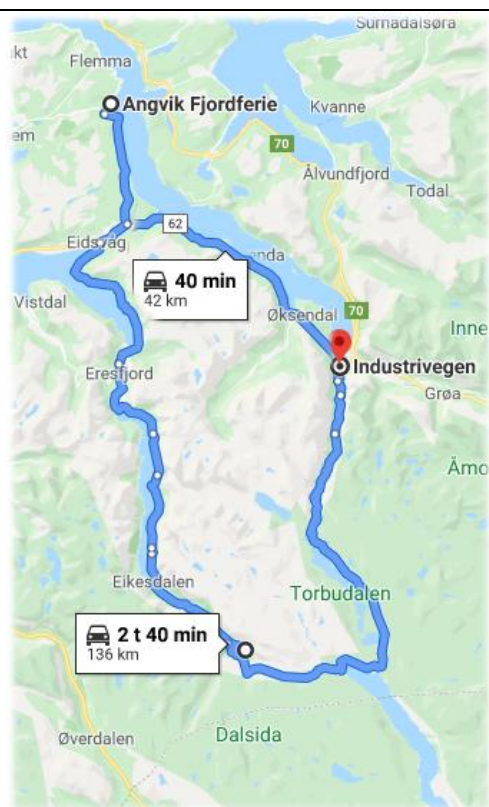 Surnadalsøra
Flemma
Angvik Fjordferie
Kvanne
70
Ålvundfjord
Todal
62
Eidsvåg
40 min
42 km
Vistdal
Øksendal
70
Inne
Industrivegen
Eresfjord
Grøa
Åmo
Eikesdalen
Torbudalen
2 t 40 min
136 km
Dalsida
Øverdalen